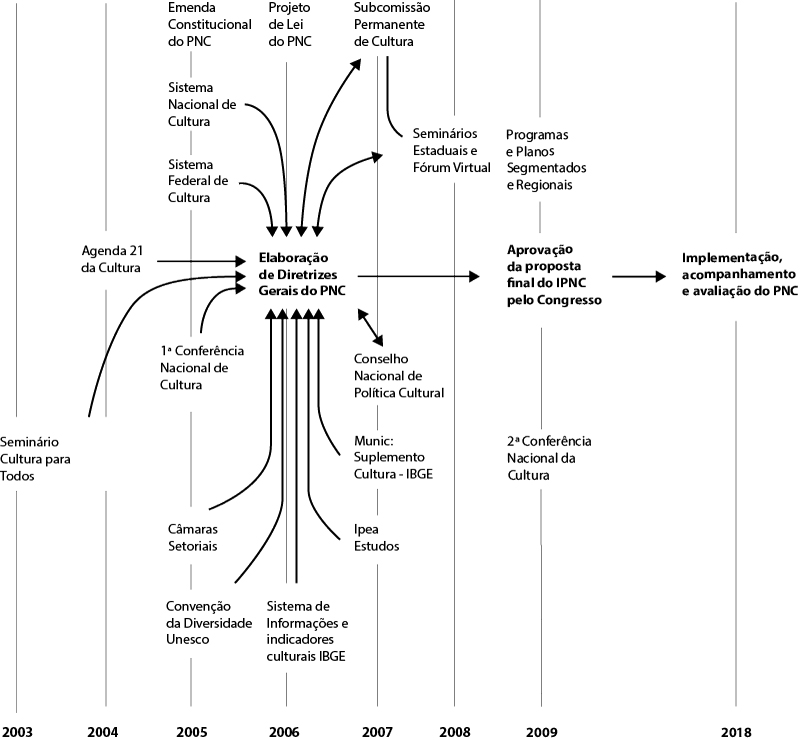 Emenda
Constitucional
do PNC
Projeto
de Lei
do PNC
Subcomissão
Permanente
de Cultura
Sistema
Nacional de
Cultura
Seminários
Estaduais e
Fórum Virtual
Programas
e Planos
Segmentados
e Regionais
Sistema
Federal de
Cultura
Agenda 21
da Cultura
Elaboração
de Diretrizes
Gerais do PNC
Aprovação
da proposta
final do IPNC
pelo Congresso
Implementação,
acompanhamento
e avaliação do PNC
1ª Conferência
Nacional de
Cultura
Conselho
Nacional de
Política Cultural
Seminário
Cultura para
Todos
Munic:
Suplemento
Cultura - IBGE
2ª Conferência
Nacional da
Cultura
Câmaras
Setoriais
Ipea
Estudos
Convenção
da Diversidade
Unesco
Sistema de
Informações e
indicadores
culturais IBGE
2003 2004 2005 2006 2007 2008 2009 2018